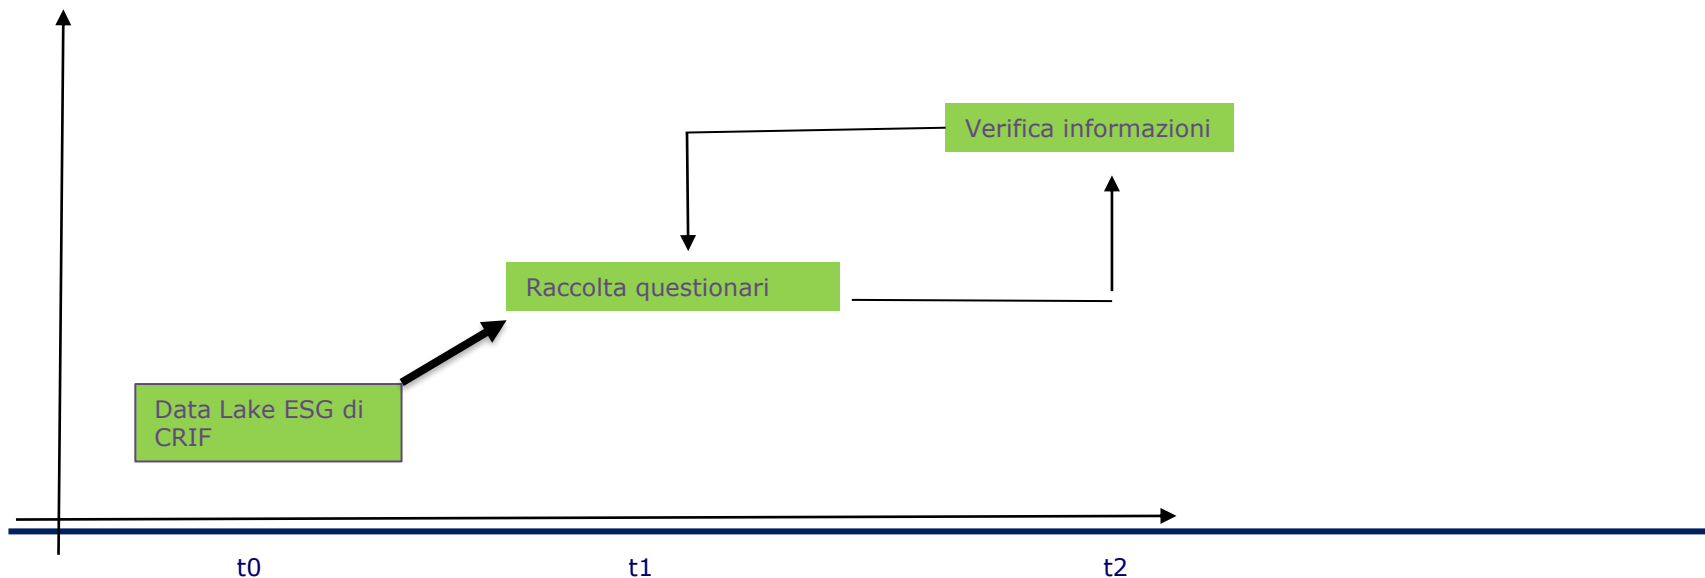 Verifica informazioni
Raccolta questionari
Data Lake ESG di
CRIF
t0
t1
t2